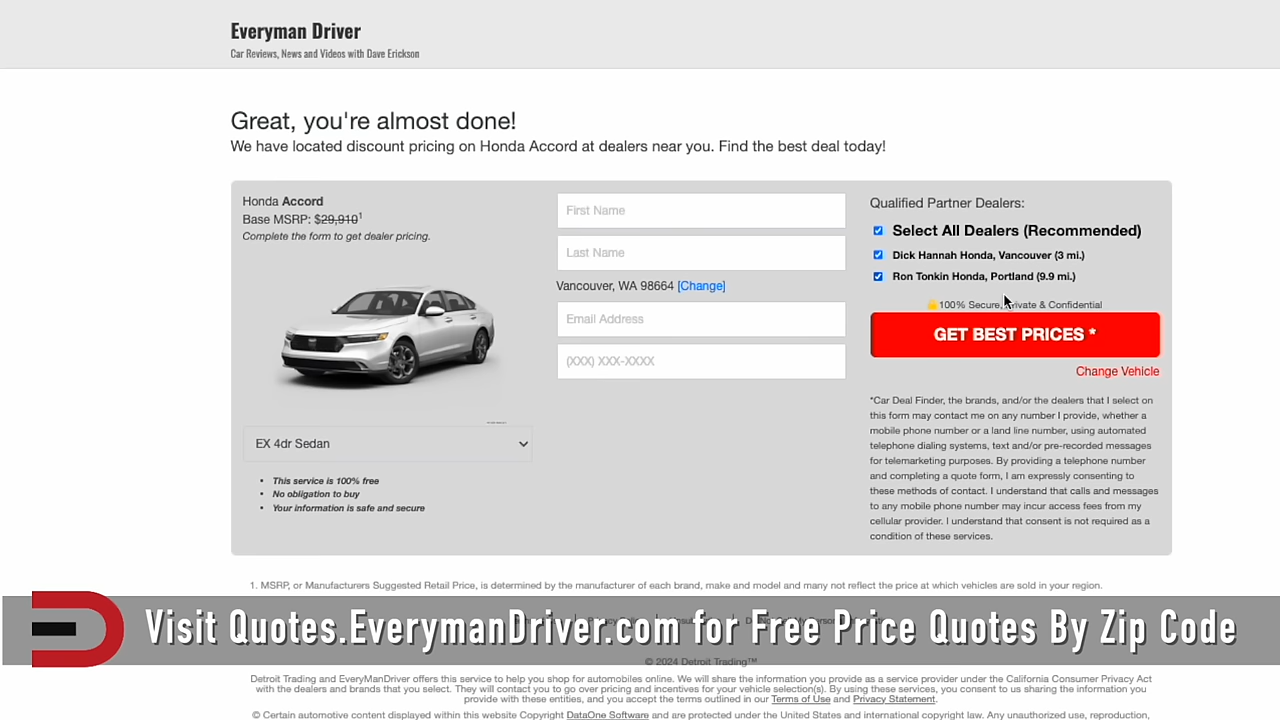 Everyman Driver
Car Reviews, News and Videos with Dave Erickson
Great, you're almost done!
We have located discount pricing on Honda Accord at dealers near you. Find the best deal today!
Honda Accord
Base MSRP: $29,910¹
Complete the form to get dealer pricing.
EX 4dr Sedan
This service is 100% free
No obligation to buy
Your information is safe and secure
First Name
Last Name
Vancouver, WA 98664 [Change]
Email Address
(XXX) XXX-XXXX
Qualified Partner Dealers:
Select All Dealers (Recommended)
Dick Hannah Honda, Vancouver (3 mi.)
Ron Tonkin Honda, Portland (9.9 mi.)
100% Secure, Private & Confidential
GET BEST PRICES *
Change Vehicle
*Car Deal Finder, the brands, and/or the dealers that I select on
this form may contact me on any number I provide, whether a
mobile phone number or a land line number, using automated
telephone dialing systems, text and/or pre-recorded messages
for telemarketing purposes. By providing a telephone number
and completing a quote form, I am expressly consenting to
these methods of contact. I understand that calls and messages
to any mobile phone number may incur access fees from my
cellular provider. I understand that consent is not required as a
condition of these services.
1. MSRP, or Manufacturers Suggested Retail Price, is determined by the manufacturer of each brand, make and model and many not reflect the price at which vehicles are sold in your region.
Visit Quotes.EverymanDriver.com for Free Price Quotes By Zip Code
© 2024 Detroit Trading™
Detroit Trading and EveryManDriver offers this service to help you shop for automobiles online. We will share the information you provide as a service provider under the California Consumer Privacy Act
with the dealers and brands that you select. They will contact you to go over pricing and incentives for your vehicle selection(s). By using these services, you consent to us sharing the information you
provide with these entities, and you accept the terms outlined in our Terms of Use and Privacy Statement.
© Certain automotive content displayed within this website Copyright DataOne Software and are protected under the United States and international copyright law. Any unauthorized use, reproduction,